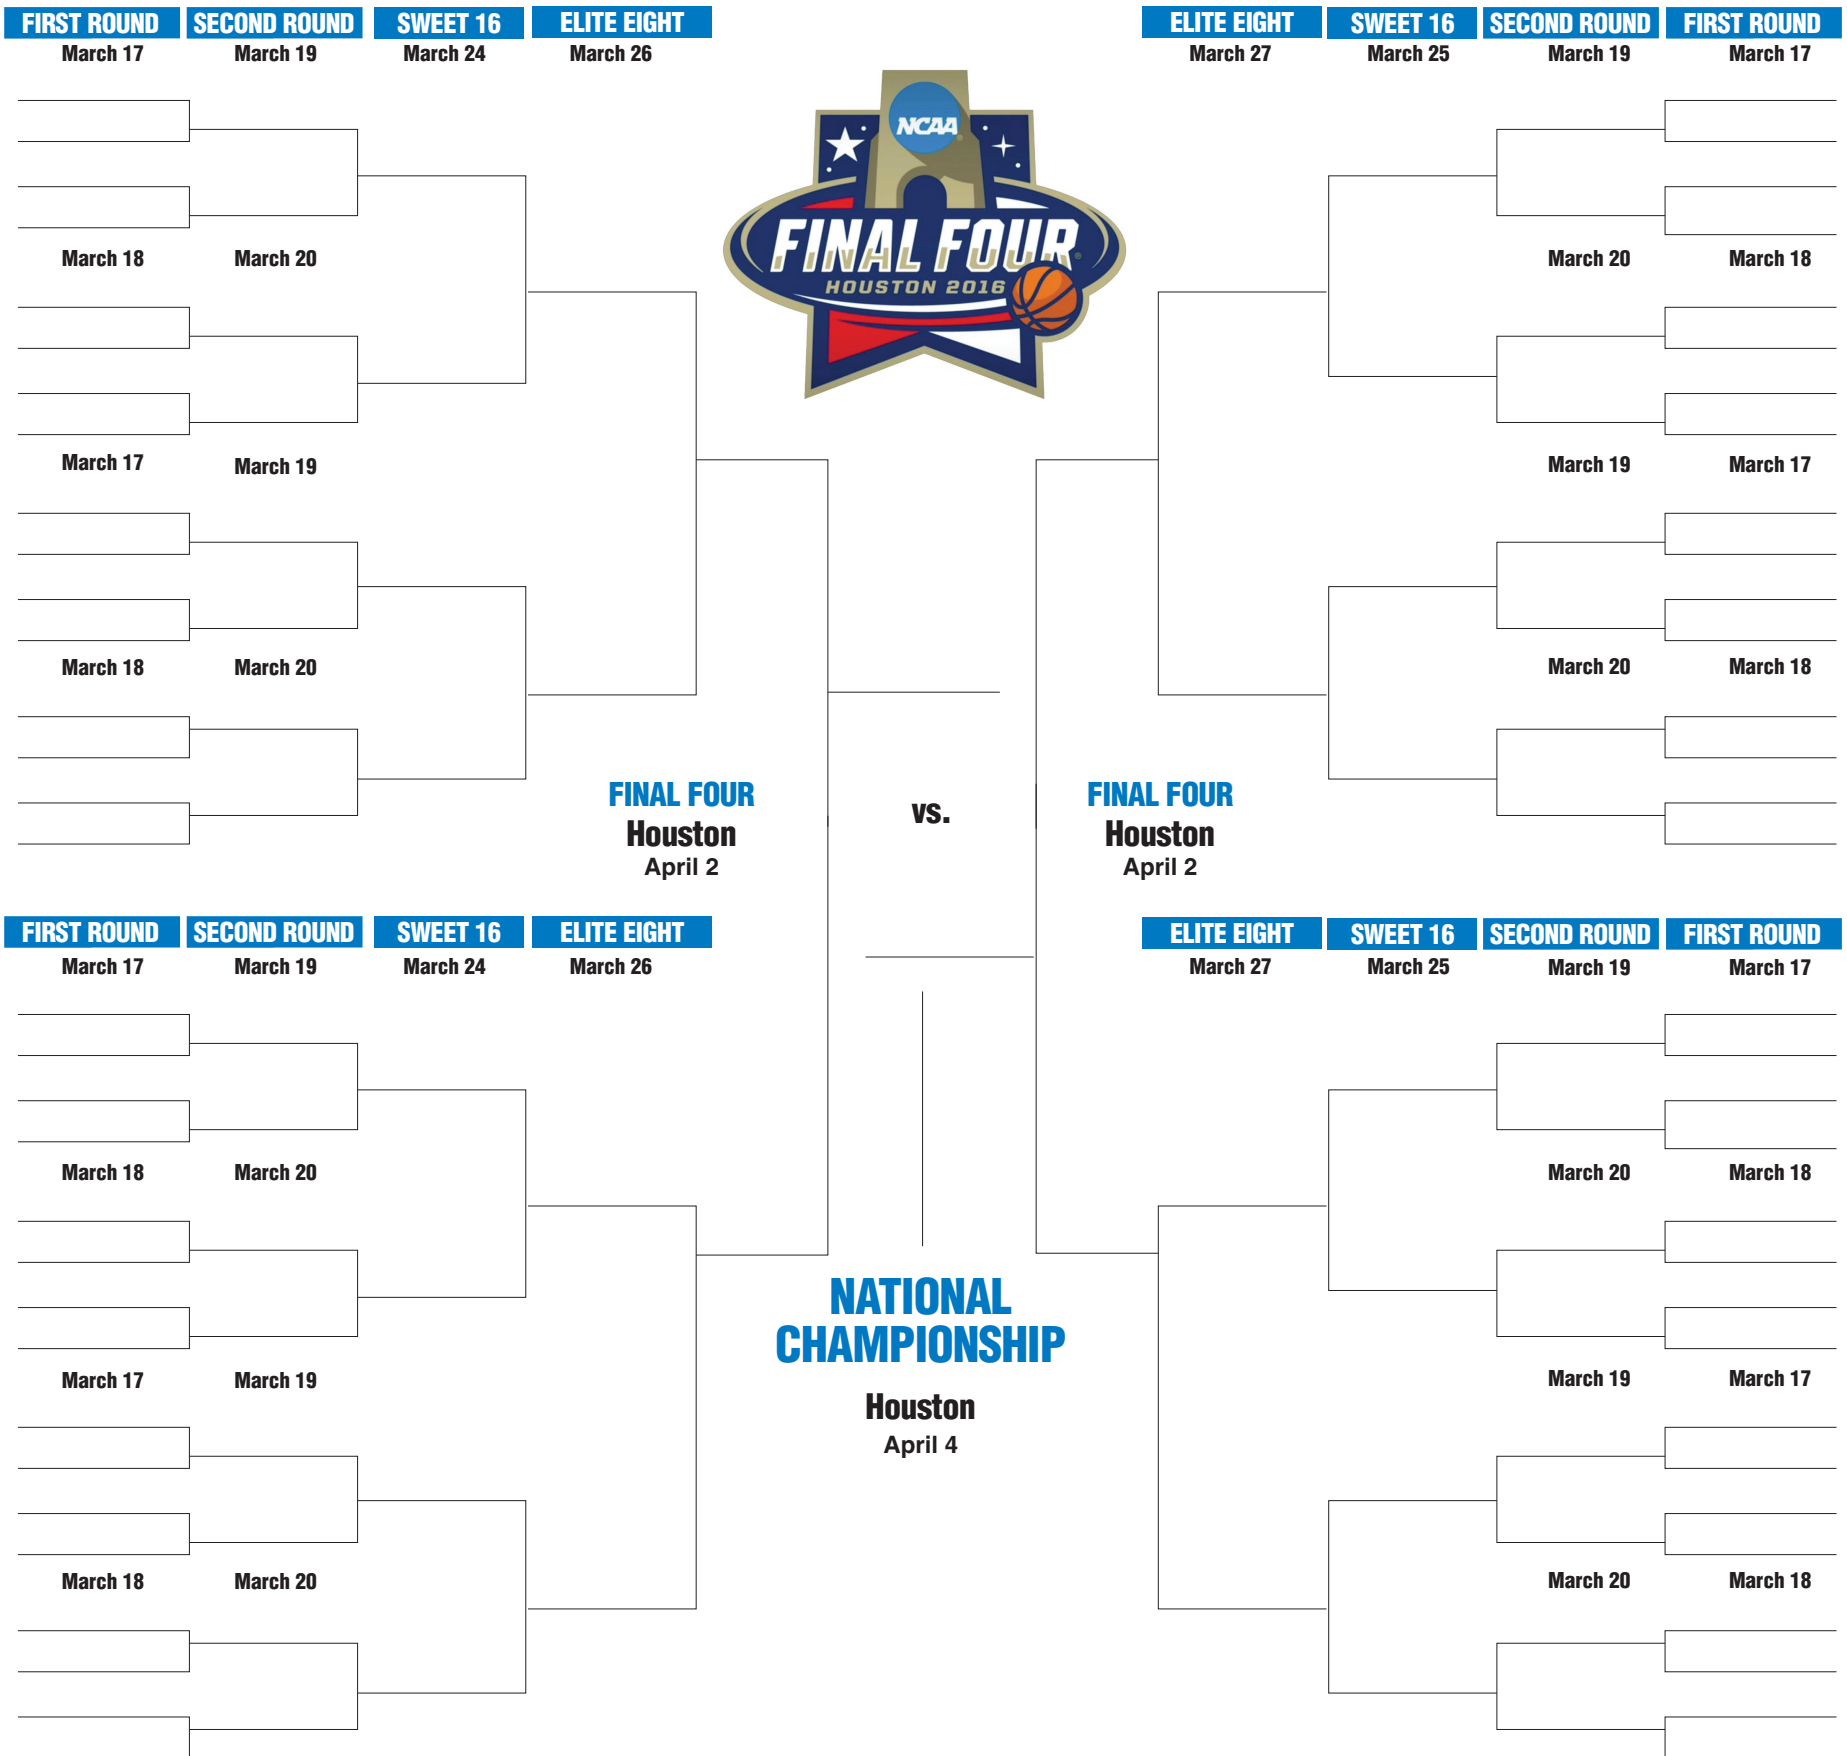 FIRST ROUND SECOND ROUND SWEET 16 ELITE EIGHT ELITE EIGHT SWEET 16 SECOND ROUND FIRST ROUND
March 17 March 19 March 24 March 26 March 27 March 25 March 19 March 17
NCAA
March 18 March 20 March 20 March 18
FINAL FOUR
HOUSTON 2016
March 17 March 19 March 19 March 17
March 18 March 20 March 20 March 18
FINAL FOUR vs. FINAL FOUR
Houston Houston
April 2 April 2
FIRST ROUND SECOND ROUND SWEET 16 ELITE EIGHT ELITE EIGHT SWEET 16 SECOND ROUND FIRST ROUND
March 17 March 19 March 24 March 26 March 27 March 25 March 19 March 17
March 18 March 20 March 20 March 18
NATIONAL
CHAMPIONSHIP
March 17 March 19 March 19 March 17
Houston
April 4
March 18 March 20 March 20 March 18